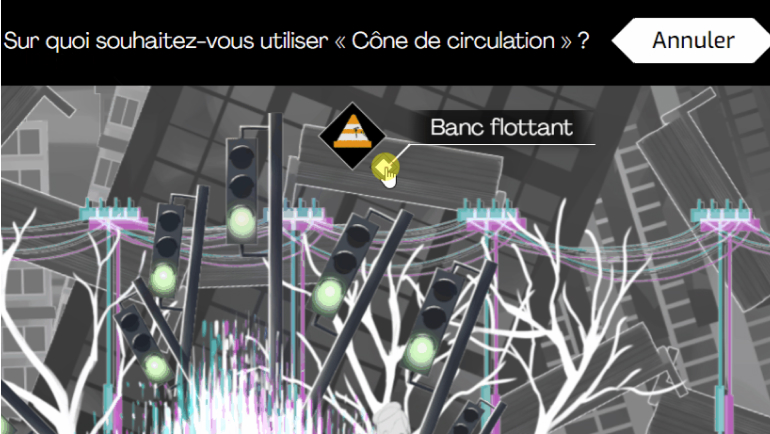 Sur quoi souhaitez-vous utiliser « Cône de circulation » ?
Annuler
Banc flottant